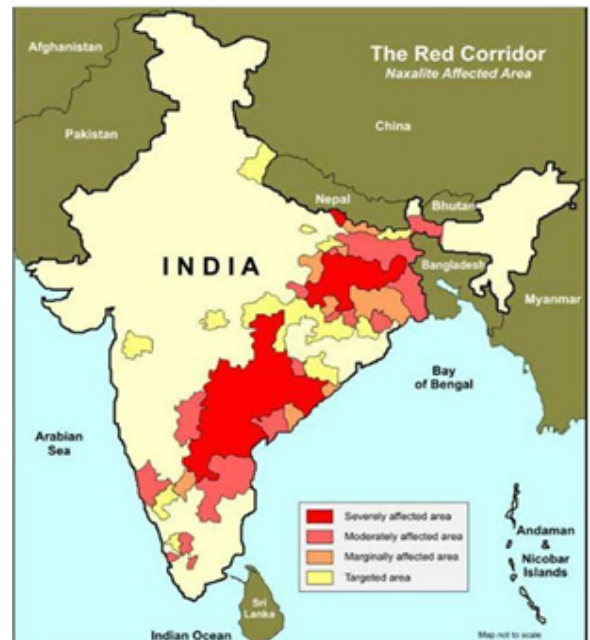 Afghanistan
The Red Corridor
Naxalite Affected Area
Pakistan
China
Nepal
Bhutan
INDIA
Bangladesh
Myanmar
Bay
of Bengal
Arabian
Sea
Severely affected area
Moderately affected area
Marginally affected area
Targeted area
Andaman
&
Nicobar
Islands
Sri
Lanka
Indian Ocean
Map not to scale